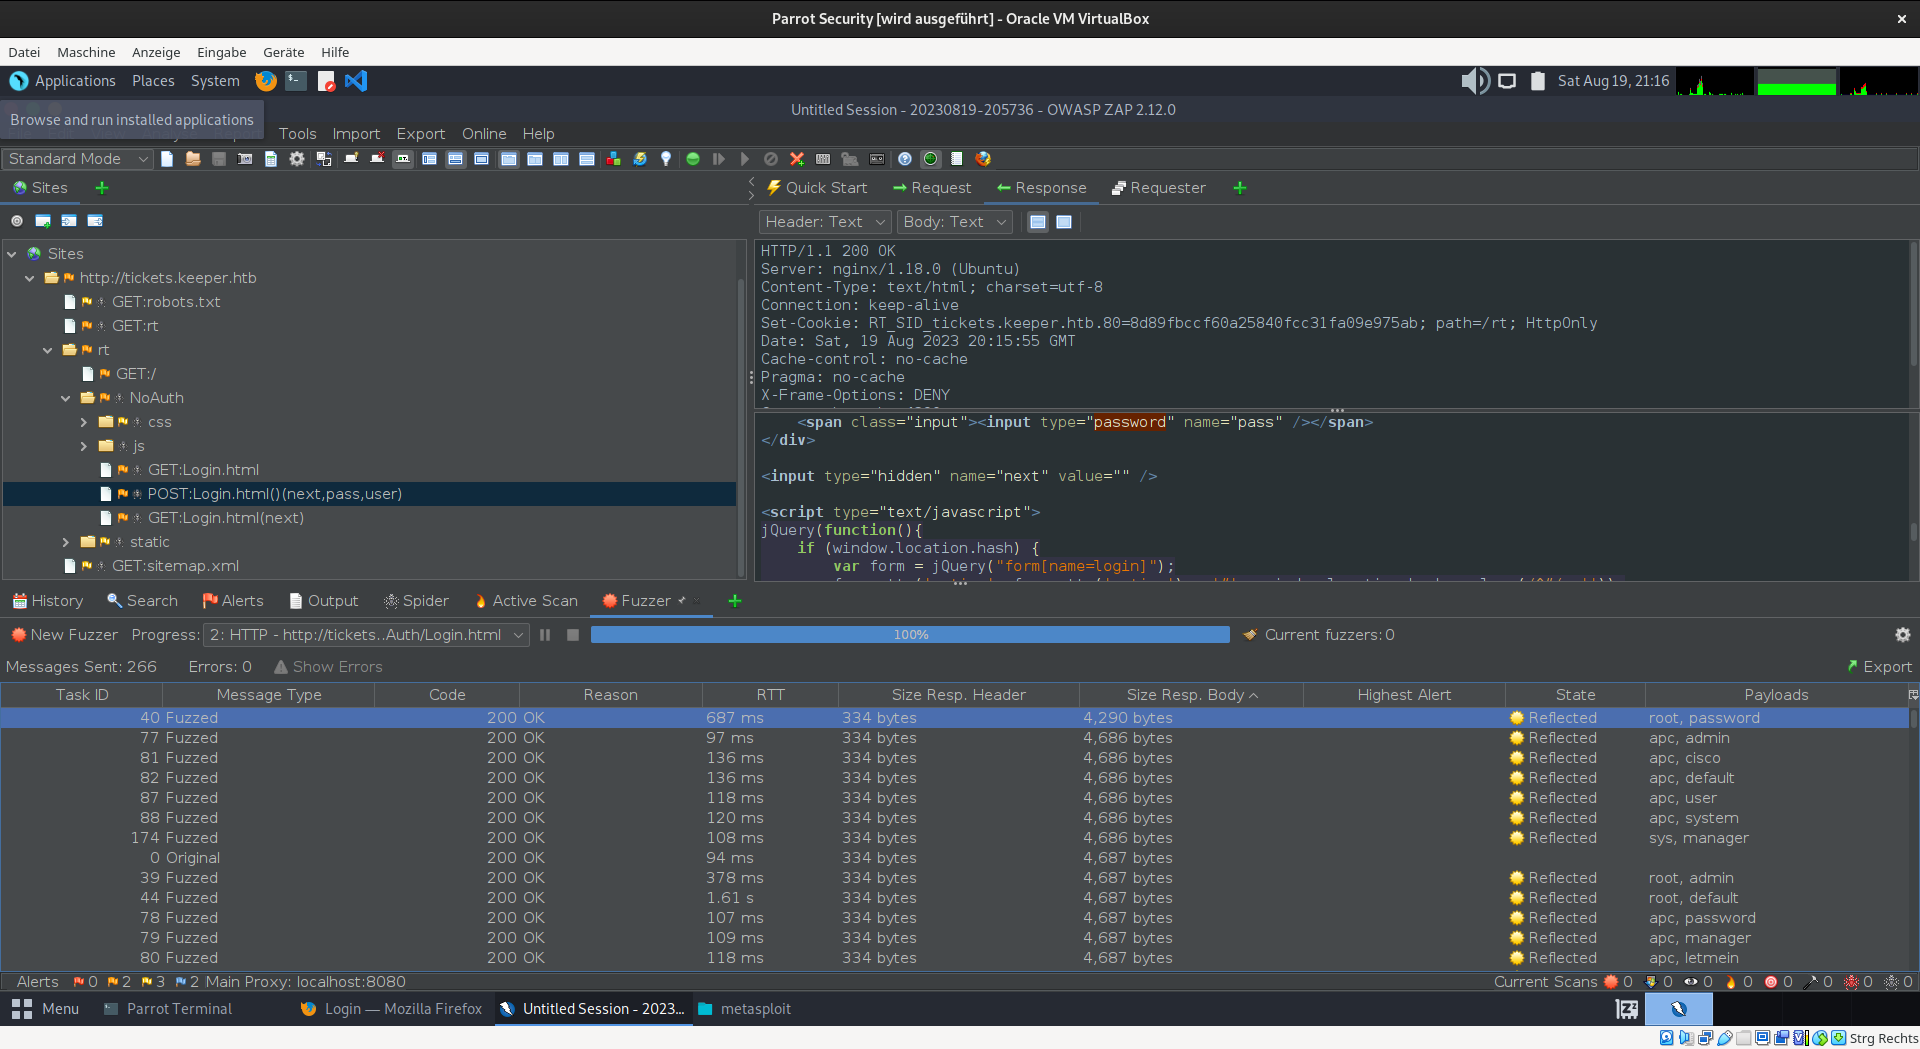 Parrot Security [wird ausgeführt] - Oracle VM VirtualBox
Datei Maschine Anzeige Eingabe Geräte Hilfe
Applications Places System Sat Aug 19, 21:16
Untitled Session - 20230819-205736 - OWASP ZAP 2.12.0
Browse and run installed applications
Tools Import Export Online Help
Standard Mode
Sites
Quick Start Request Response Requester
Header: Text Body: Text
Sites
http://tickets.keeper.htb
GET:robots.txt
GET:rt
rt
GET:/
NoAuth
css
js
GET:Login.html
POST:Login.html()(next,pass,user)
GET:Login.html(next)
static
GET:sitemap.xml
HTTP/1.1 200 OK
Server: nginx/1.18.0 (Ubuntu)
Content-Type: text/html; charset=utf-8
Connection: keep-alive
Set-Cookie: RT_SID_tickets.keeper.htb.80=8d89fbccf60a25840fcc31fa09e975ab; path=/rt; HttpOnly
Date: Sat, 19 Aug 2023 20:15:55 GMT
Cache-control: no-cache
Pragma: no-cache
X-Frame-Options: DENY
<span class="input"><input type="password" name="pass" /></span>
</div>
<input type="hidden" name="next" value="" />
<script type="text/javascript">
jQuery(function(){
if (window.location.hash) {
var form = jQuery("form[name=login]");
History Search Alerts Output Spider Active Scan Fuzzer
New Fuzzer Progress: 2: HTTP - http://tickets..Auth/Login.html 100% Current fuzzers: 0
Messages Sent: 266 Errors: 0 Show Errors Export
Task ID Message Type Code Reason RTT Size Resp. Header Size Resp. Body Highest Alert State Payloads
40 Fuzzed 200 OK 687 ms 334 bytes 4,290 bytes Reflected root, password
77 Fuzzed 200 OK 97 ms 334 bytes 4,686 bytes Reflected apc, admin
81 Fuzzed 200 OK 136 ms 334 bytes 4,686 bytes Reflected apc, cisco
82 Fuzzed 200 OK 136 ms 334 bytes 4,686 bytes Reflected apc, default
87 Fuzzed 200 OK 118 ms 334 bytes 4,686 bytes Reflected apc, user
88 Fuzzed 200 OK 120 ms 334 bytes 4,686 bytes Reflected apc, system
174 Fuzzed 200 OK 108 ms 334 bytes 4,686 bytes Reflected sys, manager
0 Original 200 OK 94 ms 334 bytes 4,687 bytes
39 Fuzzed 200 OK 378 ms 334 bytes 4,687 bytes Reflected root, admin
44 Fuzzed 200 OK 1.61 s 334 bytes 4,687 bytes Reflected root, default
78 Fuzzed 200 OK 107 ms 334 bytes 4,687 bytes Reflected apc, password
79 Fuzzed 200 OK 109 ms 334 bytes 4,687 bytes Reflected apc, manager
80 Fuzzed 200 OK 118 ms 334 bytes 4,687 bytes Reflected apc, letmein
Alerts 0 2 3 2 Main Proxy: localhost:8080 Current Scans 0 0 0 0 0 0 0 0
Menu Parrot Terminal Login — Mozilla Firefox Untitled Session - 2023... metasploit
Strg Rechts